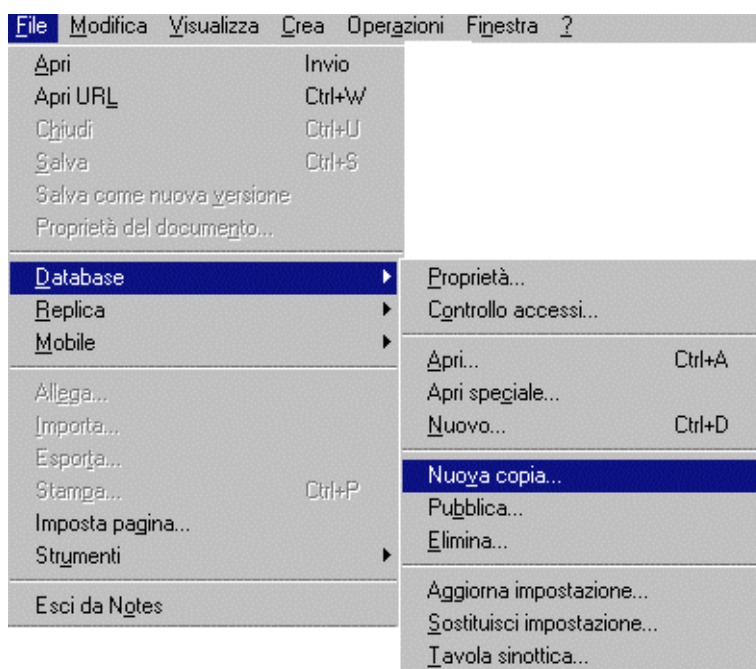 File Modifica Visualizza Crea Operazioni Finestra ?
Apri Invio
Apri URL Ctrl+W
Chiudi Ctrl+U
Salva Ctrl+S
Salva come nuova versione
Proprietà del documento...
Database
Replica
Mobile
Allega...
Importa...
Esporta...
Stampa... Ctrl+P
Imposta pagina...
Strumenti
Esci da Notes
Proprietà...
Controllo accessi...
Apri... Ctrl+A
Apri speciale...
Nuovo... Ctrl+D
Nuova copia...
Pubblica...
Elimina...
Aggiorna impostazione...
Sostituisci impostazione...
Tavola sinottica...